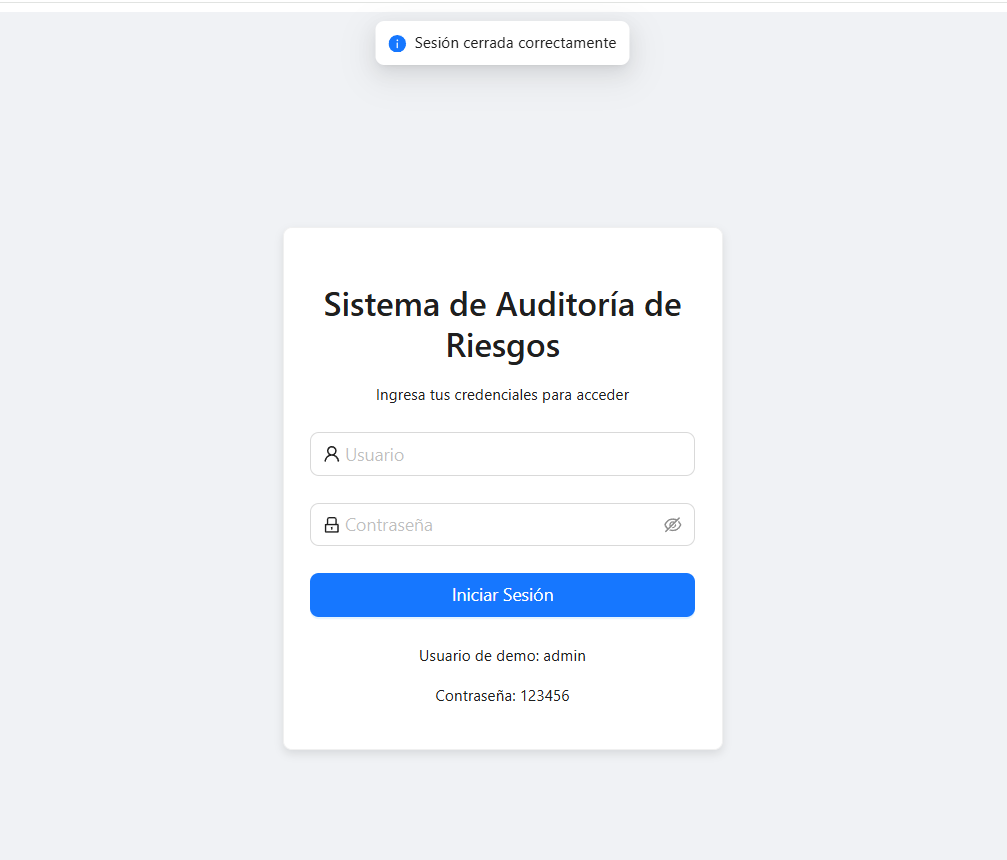 Sesión cerrada correctamente
Sistema de Auditoría de
Riesgos
Ingresa tus credenciales para acceder
Usuario
Contraseña
Iniciar Sesión
Usuario de demo: admin
Contraseña: 123456